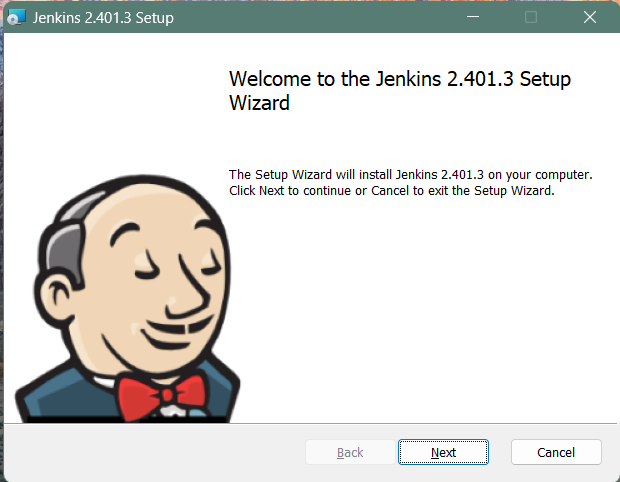 Jenkins 2.401.3 Setup
Welcome to the Jenkins 2.401.3 Setup
Wizard
The Setup Wizard will install Jenkins 2.401.3 on your computer.
Click Next to continue or Cancel to exit the Setup Wizard.
Back
Next
Cancel